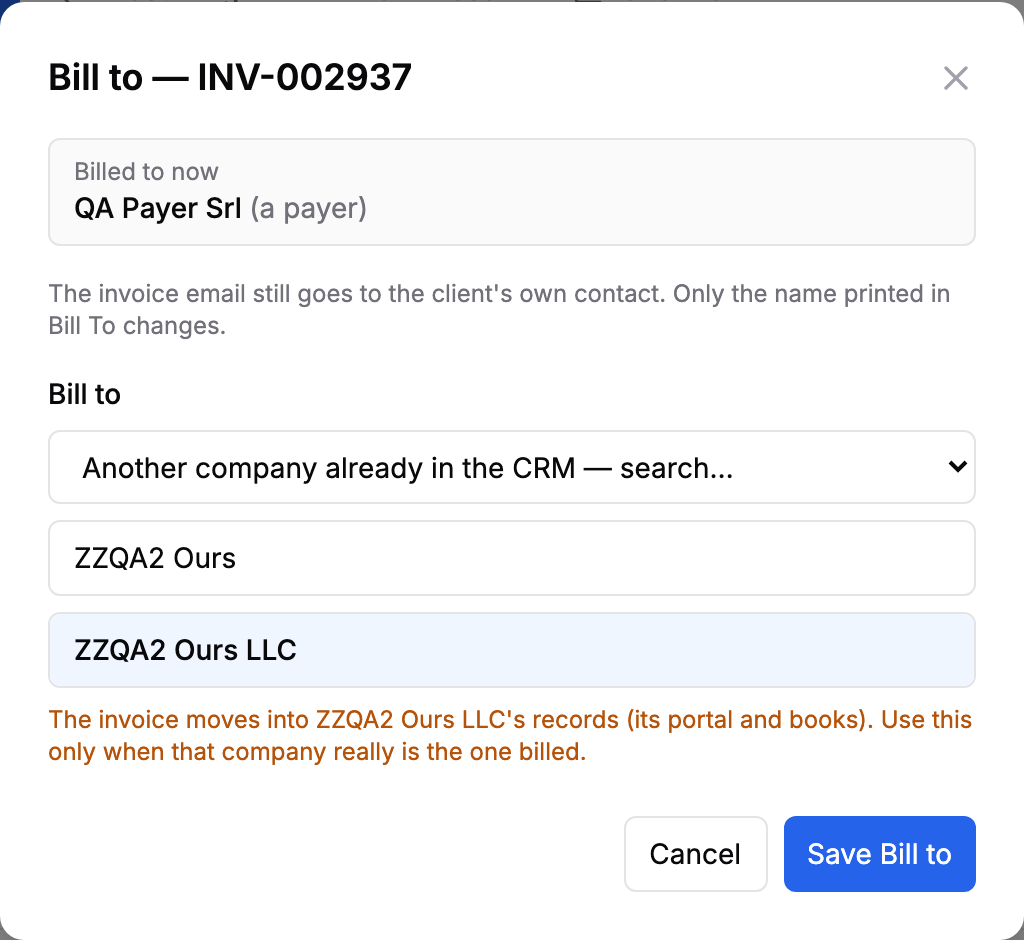 Bill to — INV-002937
Billed to now
QA Payer Srl (a payer)
The invoice email still goes to the client's own contact. Only the name printed in
Bill To changes.
Bill to
Another company already in the CRM — search...
ZZQA2 Ours
ZZQA2 Ours LLC
The invoice moves into ZZQA2 Ours LLC's records (its portal and books). Use this
only when that company really is the one billed.
Cancel
Save Bill to